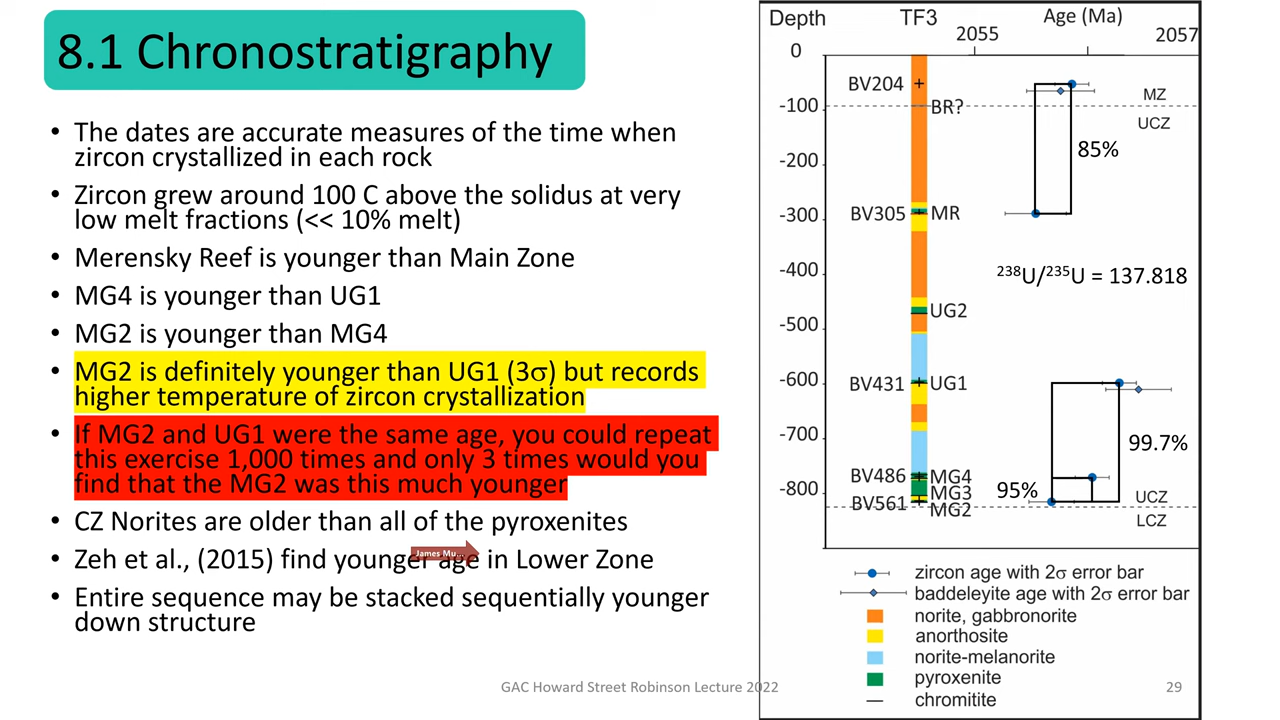 8.1 Chronostratigraphy
• The dates are accurate measures of the time when
zircon crystallized in each rock
• Zircon grew around 100 C above the solidus at very
low melt fractions (<< 10% melt)
• Merensky Reef is younger than Main Zone
• MG4 is younger than UG1
• MG2 is younger than MG4
• MG2 is definitely younger than UG1 (3σ) but records
higher temperature of zircon crystallization
• If MG2 and UG1 were the same age, you could repeat
this exercise 1,000 times and only 3 times would you
find that the MG2 was this much younger
• CZ Norites are older than all of the pyroxenites
• Zeh et al., (2015) find younger age in Lower Zone
James Mu...
• Entire sequence may be stacked sequentially younger
down structure
GAC Howard Street Robinson Lecture 2022
29
Depth TF3 Age (Ma)
2055 2057
0
BV204
MZ
-100 BR?
UCZ
85%
-200
-300 BV305 MR
-400 ²³⁸U/²³⁵U = 137.818
UG2
-500
-600 BV431 UG1
-700 99.7%
BV486 MG4
-800 MG3 95% UCZ
BV561 MG2
LCZ
zircon age with 2σ error bar
baddeleyite age with 2σ error bar
norite, gabbronorite
anorthosite
norite-melanorite
pyroxenite
chromitite